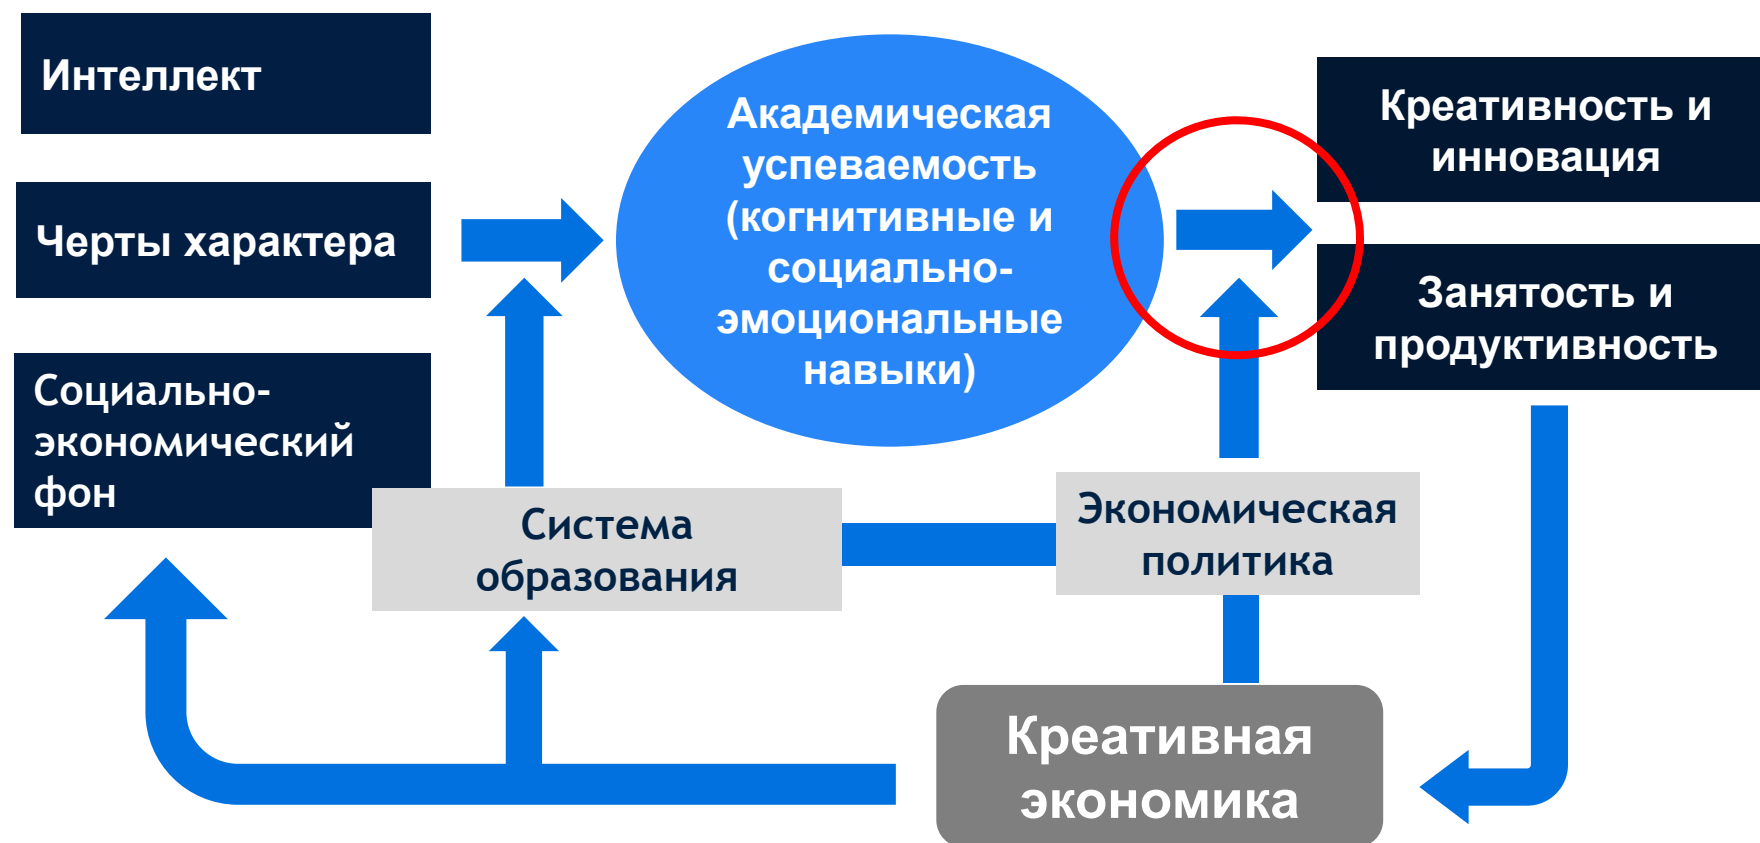 Интеллект
Черты характера
Социально-
экономический
фон
Академическая
успеваемость
(когнитивные и
социально-
эмоциональные
навыки)
Креативность и
инновация
Занятость и
продуктивность
Система
образования
Экономическая
политика
Креативная
экономика